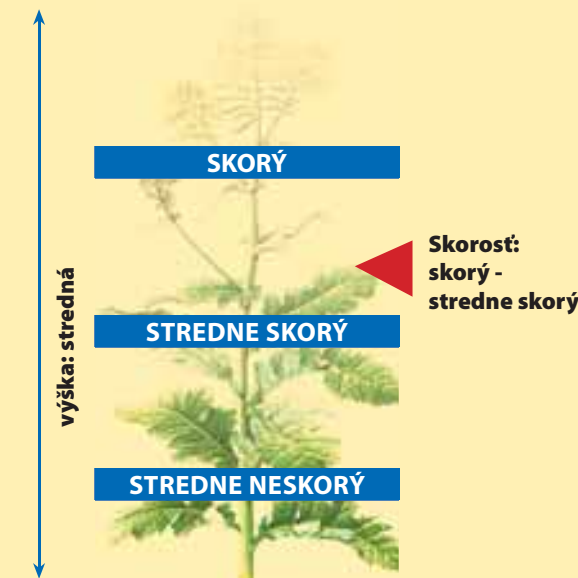 SKORÝ
Skorosť:
skorý -
stredne skorý
výška: stredná
STREDNE SKORÝ
STREDNE NESKORÝ